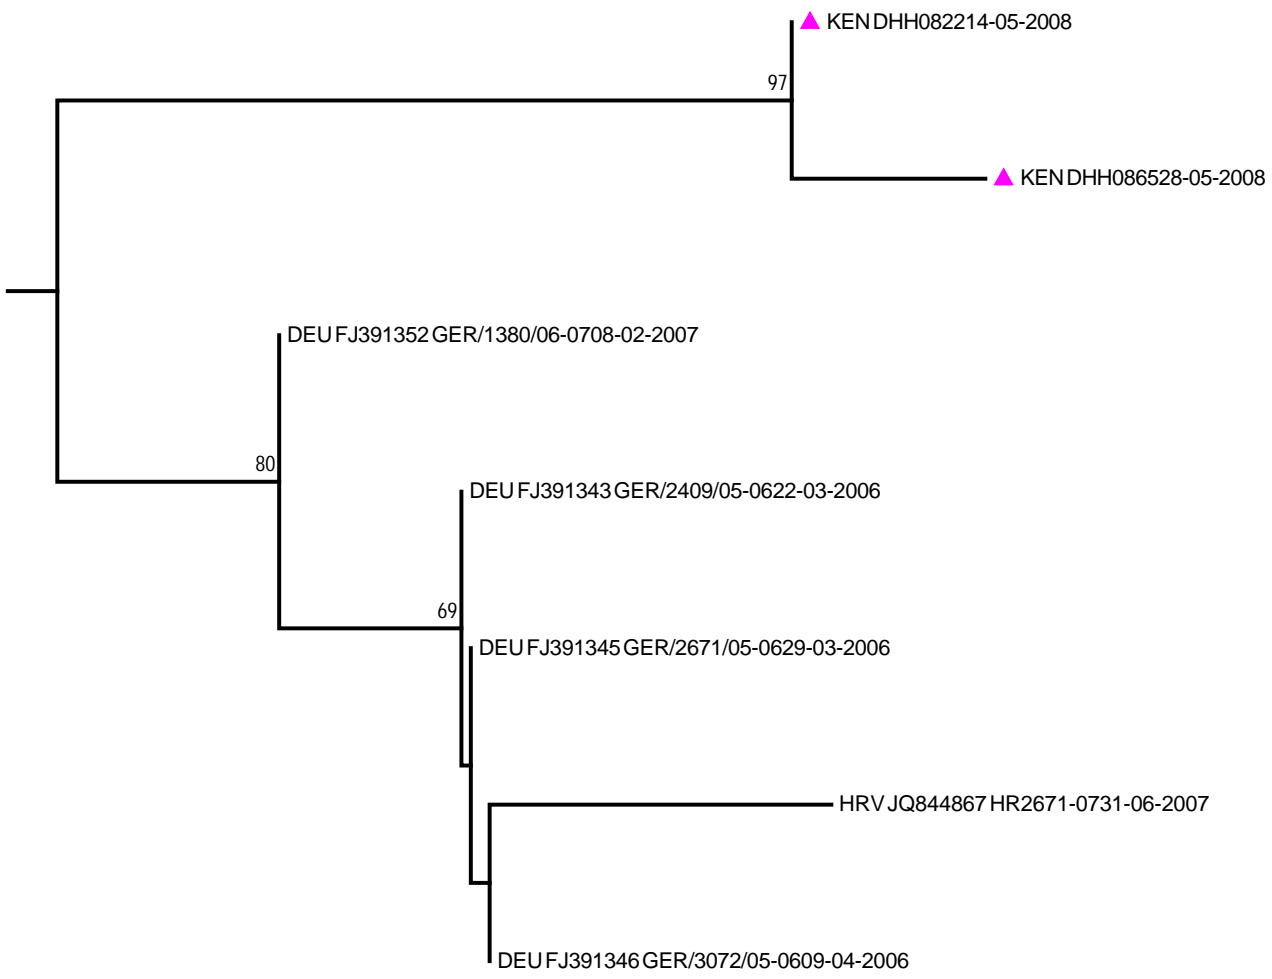 KEN DHH082214-05-2008
97
KEN DHH086528-05-2008
DEU FJ391352 GER/1380/06-0708-02-2007
80
DEU FJ391343 GER/2409/05-0622-03-2006
69
DEU FJ391345 GER/2671/05-0629-03-2006
HRV JQ844867 HR2671-0731-06-2007
DEU FJ391346 GER/3072/05-0609-04-2006